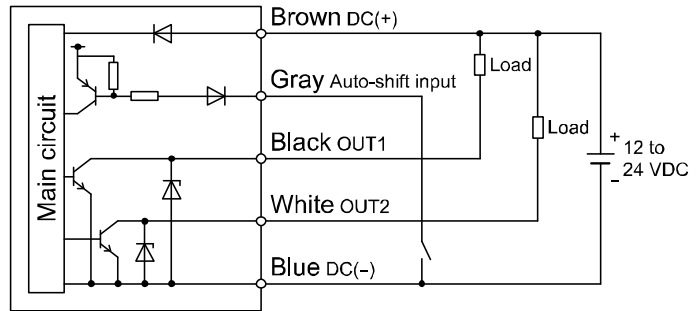 Brown DC(+)
Gray Auto-shift input
Load
Main circuit
Black OUT1
Load
+
12 to
24 VDC
−
White OUT2
Blue DC(−)